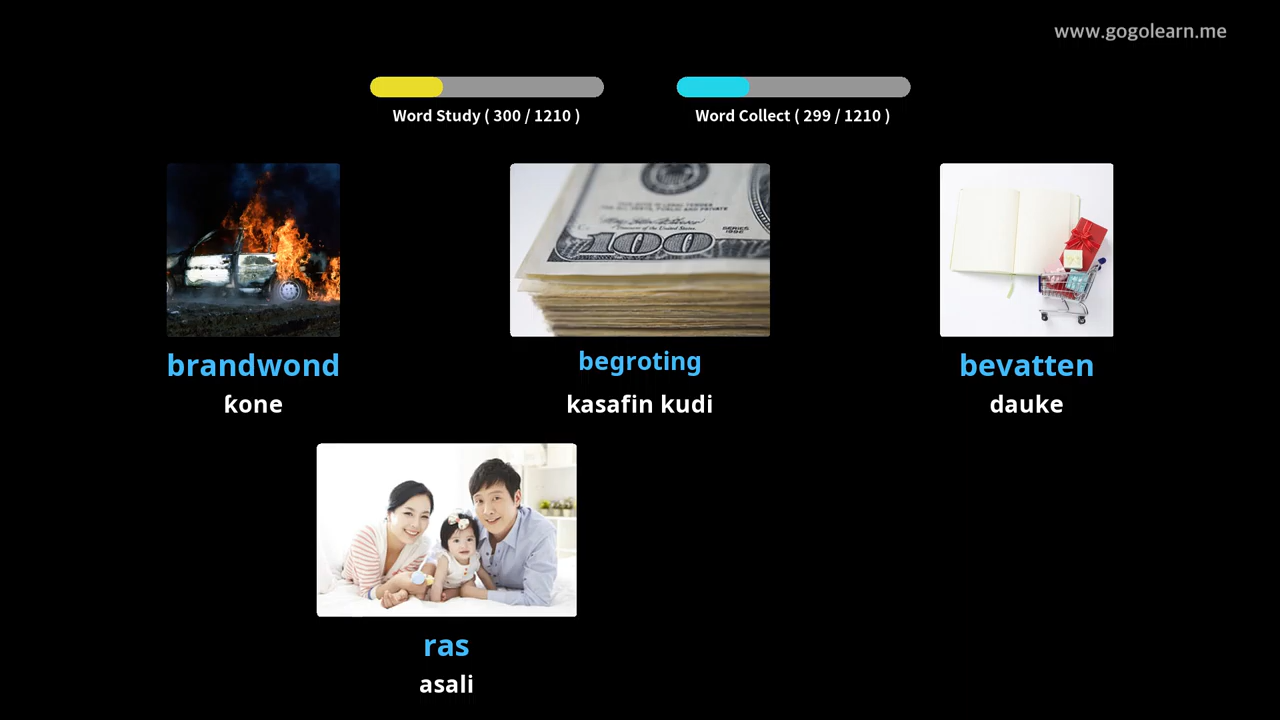 www.gogolearn.me
Word Study ( 300 / 1210 )
Word Collect ( 299 / 1210 )
brandwond
ƙone
begroting
kasafin kudi
bevatten
dauke
ras
asali
100